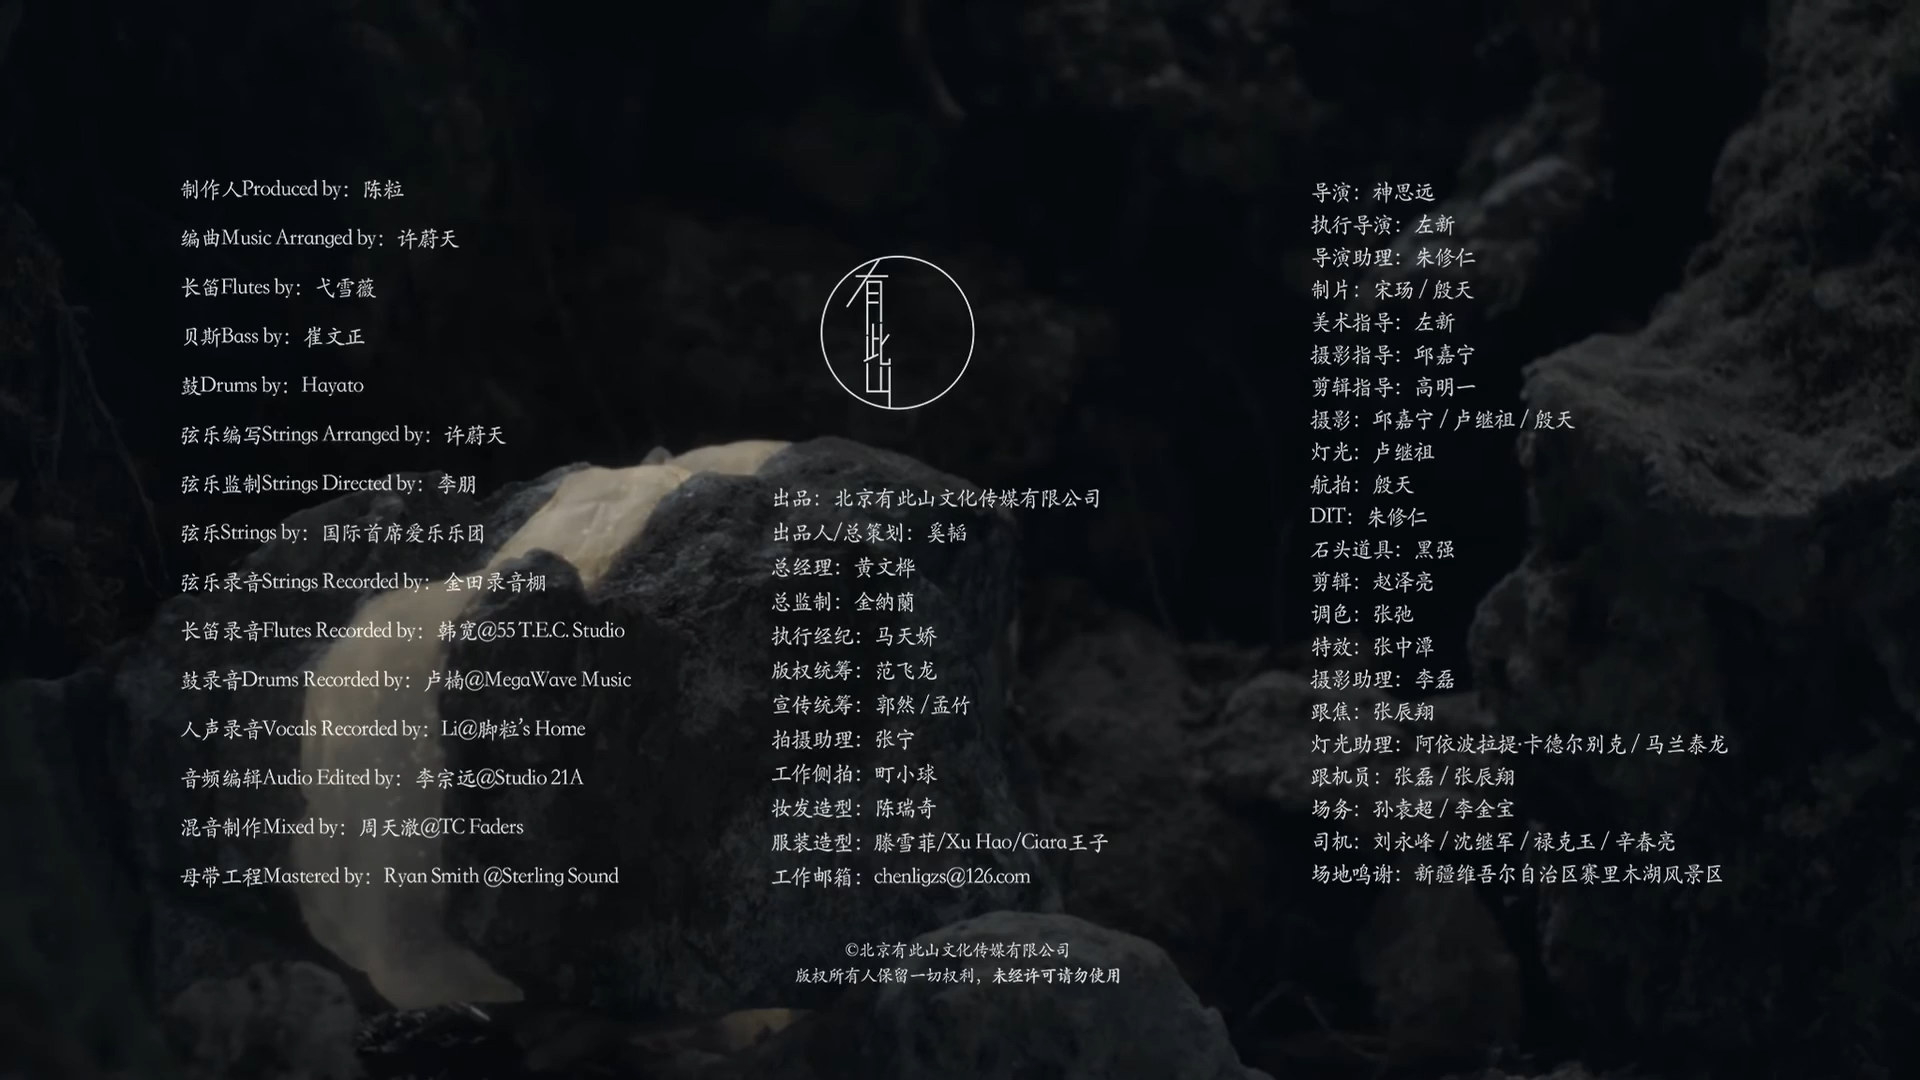 制作人Produced by：陈粒
编曲Music Arranged by：许蔚天
长笛Flutes by：弋雪薇
贝斯Bass by：崔文正
鼓Drums by：Hayato
弦乐编写Strings Arranged by：许蔚天
弦乐监制Strings Directed by：李朋
弦乐Strings by：国际首席爱乐乐团
弦乐录音Strings Recorded by：金田录音棚
长笛录音Flutes Recorded by：韩宽@55 T.E.C. Studio
鼓录音Drums Recorded by：卢楠@MegaWave Music
人声录音Vocals Recorded by：Li@脚粒's Home
音频编辑Audio Edited by：李宗远@Studio 21A
混音制作Mixed by：周天澈@TC Faders
母带工程Mastered by：Ryan Smith @Sterling Sound
有此山
出品：北京有此山文化传媒有限公司
出品人/总策划：奚韬
总经理：黄文桦
总监制：金納蘭
执行经纪：马天娇
版权统筹：范飞龙
宣传统筹：郭然 /孟竹
拍摄助理：张宁
工作侧拍：町小球
妆发造型：陈瑞奇
服装造型：滕雪菲/Xu Hao/Ciara王子
工作邮箱：chenligzs@126.com
©北京有此山文化传媒有限公司
版权所有人保留一切权利，未经许可请勿使用
导演：神思远
执行导演：左新
导演助理：朱修仁
制片：宋玚 / 殷天
美术指导：左新
摄影指导：邱嘉宁
剪辑指导：高明一
摄影：邱嘉宁 / 卢继祖 / 殷天
灯光：卢继祖
航拍：殷天
DIT：朱修仁
石头道具：黑强
剪辑：赵泽亮
调色：张弛
特效：张中潭
摄影助理：李磊
跟焦：张辰翔
灯光助理：阿依波拉提·卡德尔别克 / 马兰泰龙
跟机员：张磊 / 张辰翔
场务：孙袁超 / 李金宝
司机：刘永峰 / 沈继军 / 禄克玉 / 辛春亮
场地鸣谢：新疆维吾尔自治区赛里木湖风景区